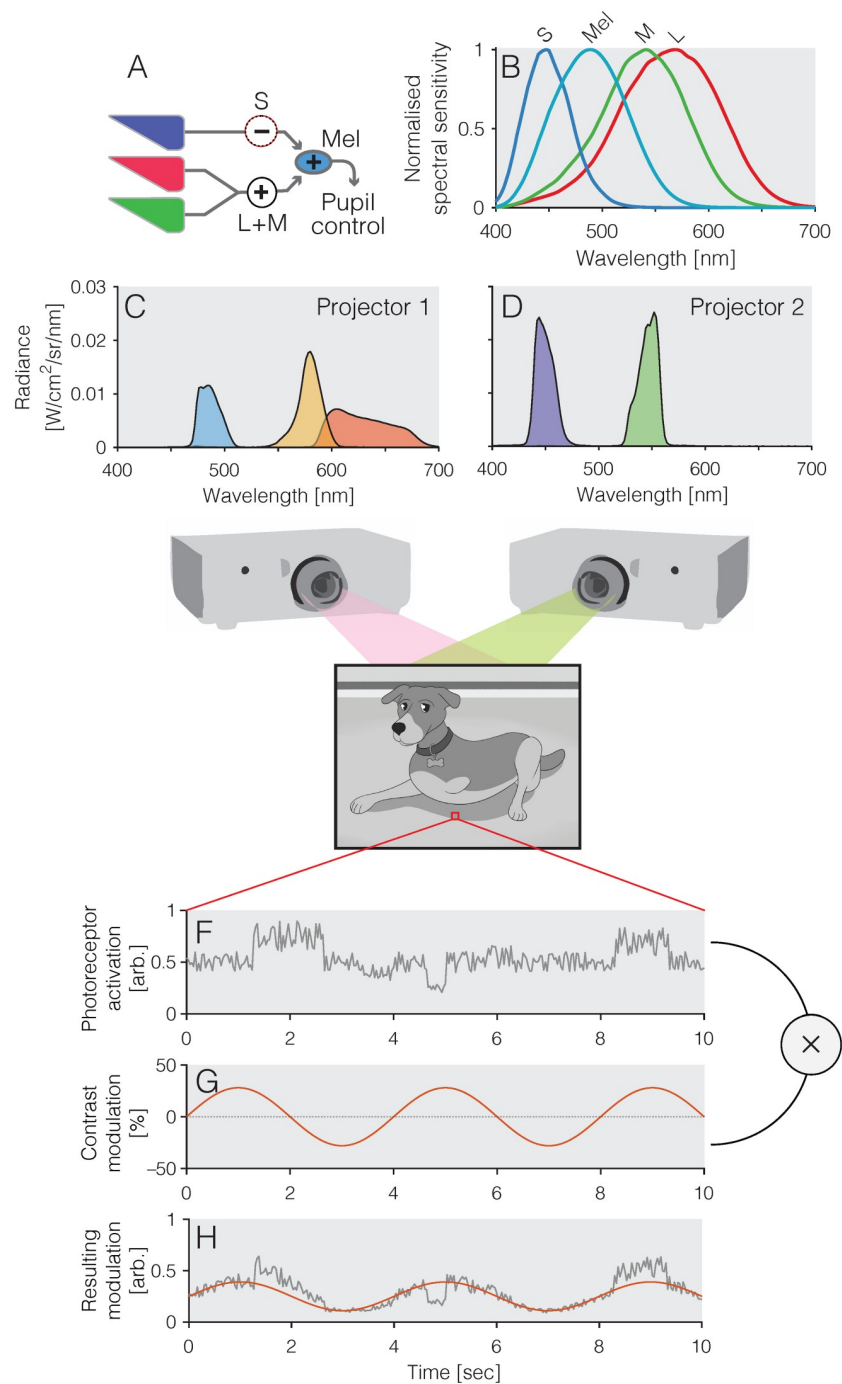 A
S
−
Mel
+
+
L+M
Pupil
control
B
S
Mel
M
L
Normalised
spectral sensitivity
1
0.5
0
400
500
600
700
Wavelength [nm]
C
Projector 1
Radiance
[W/cm²/sr/nm]
0.03
0.02
0.01
0
400
500
600
700
Wavelength [nm]
D
Projector 2
400
500
600
700
Wavelength [nm]
F
Photoreceptor
activation
[arb.]
1
0.5
0
0 2 4 6 8 10
×
G
Contrast
modulation
[%]
50
0
−50
0 2 4 6 8 10
H
Resulting
modulation
[arb.]
1
0.5
0
0 2 4 6 8 10
Time [sec]